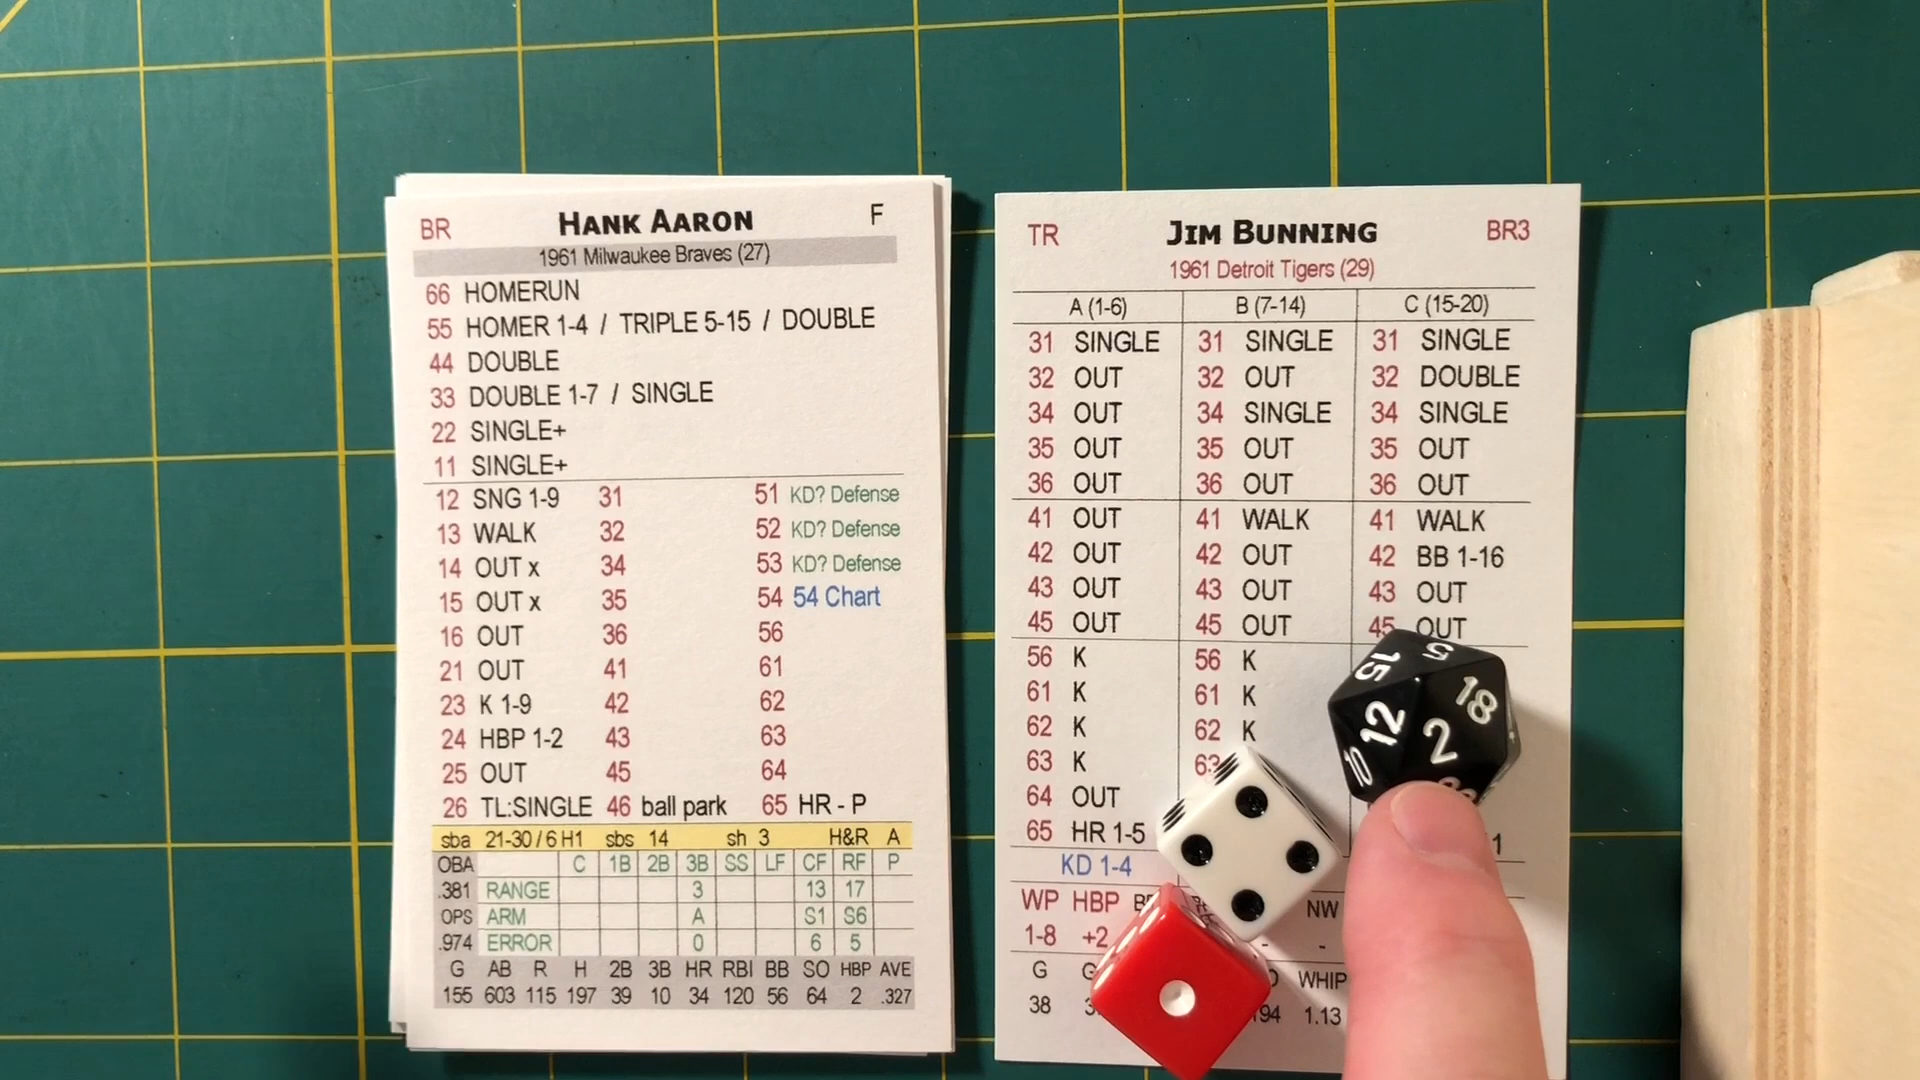 BR HANK AARON F
1961 Milwaukee Braves (27)
66 HOMERUN
55 HOMER 1-4 / TRIPLE 5-15 / DOUBLE
44 DOUBLE
33 DOUBLE 1-7 / SINGLE
22 SINGLE+
11 SINGLE+
12 SNG 1-9 31 51 KD? Defense
13 WALK 32 52 KD? Defense
14 OUT x 34 53 KD? Defense
15 OUT x 35 54 54 Chart
16 OUT 36 56
21 OUT 41 61
23 K 1-9 42 62
24 HBP 1-2 43 63
25 OUT 45 64
26 TL:SINGLE 46 ball park 65 HR - P
sba 21-30 / 6 H1 sbs 14 sh 3 H&R A
OBA C 1B 2B 3B SS LF CF RF P
.381 RANGE 3 13 17
OPS ARM A S1 S6
.974 ERROR 0 6 5
G AB R H 2B 3B HR RBI BB SO HBP AVE
155 603 115 197 39 10 34 120 56 64 2 .327
TR JIM BUNNING BR3
1961 Detroit Tigers (29)
A (1-6) B (7-14) C (15-20)
31 SINGLE 31 SINGLE 31 SINGLE
32 OUT 32 OUT 32 DOUBLE
34 OUT 34 SINGLE 34 SINGLE
35 OUT 35 OUT 35 OUT
36 OUT 36 OUT 36 OUT
41 OUT 41 WALK 41 WALK
42 OUT 42 OUT 42 BB 1-16
43 OUT 43 OUT 43 OUT
45 OUT 45 OUT 45 OUT
56 K 56 K
61 K 61 K
62 K 62 K
63 K 63
64 OUT
65 HR 1-5
KD 1-4
WP HBP NW
1-8 +2 - -
G WHIP
38 1.13
15 5 18
12 2
10